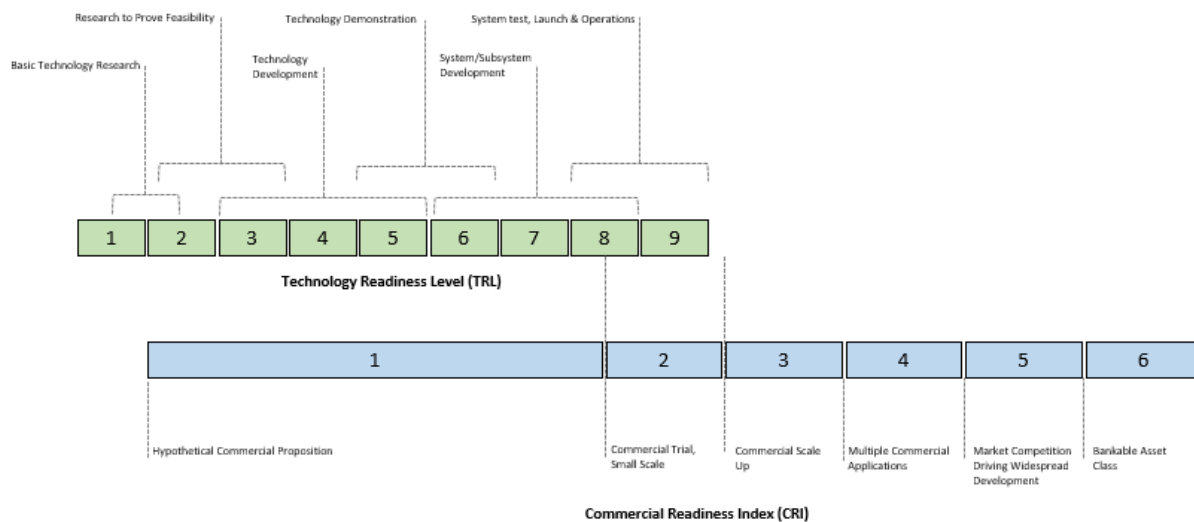 Research to Prove Feasibility
Technology Demonstration
System test, Launch & Operations
Basic Technology Research
Technology
Development
System/Subsystem
Development
1 2 3 4 5 6 7 8 9
Technology Readiness Level (TRL)
1 2 3 4 5 6
Hypothetical Commercial Proposition
Commercial Trial,
Small Scale
Commercial Scale
Up
Multiple Commercial
Applications
Market Competition
Driving Widespread
Development
Bankable Asset
Class
Commercial Readiness Index (CRI)